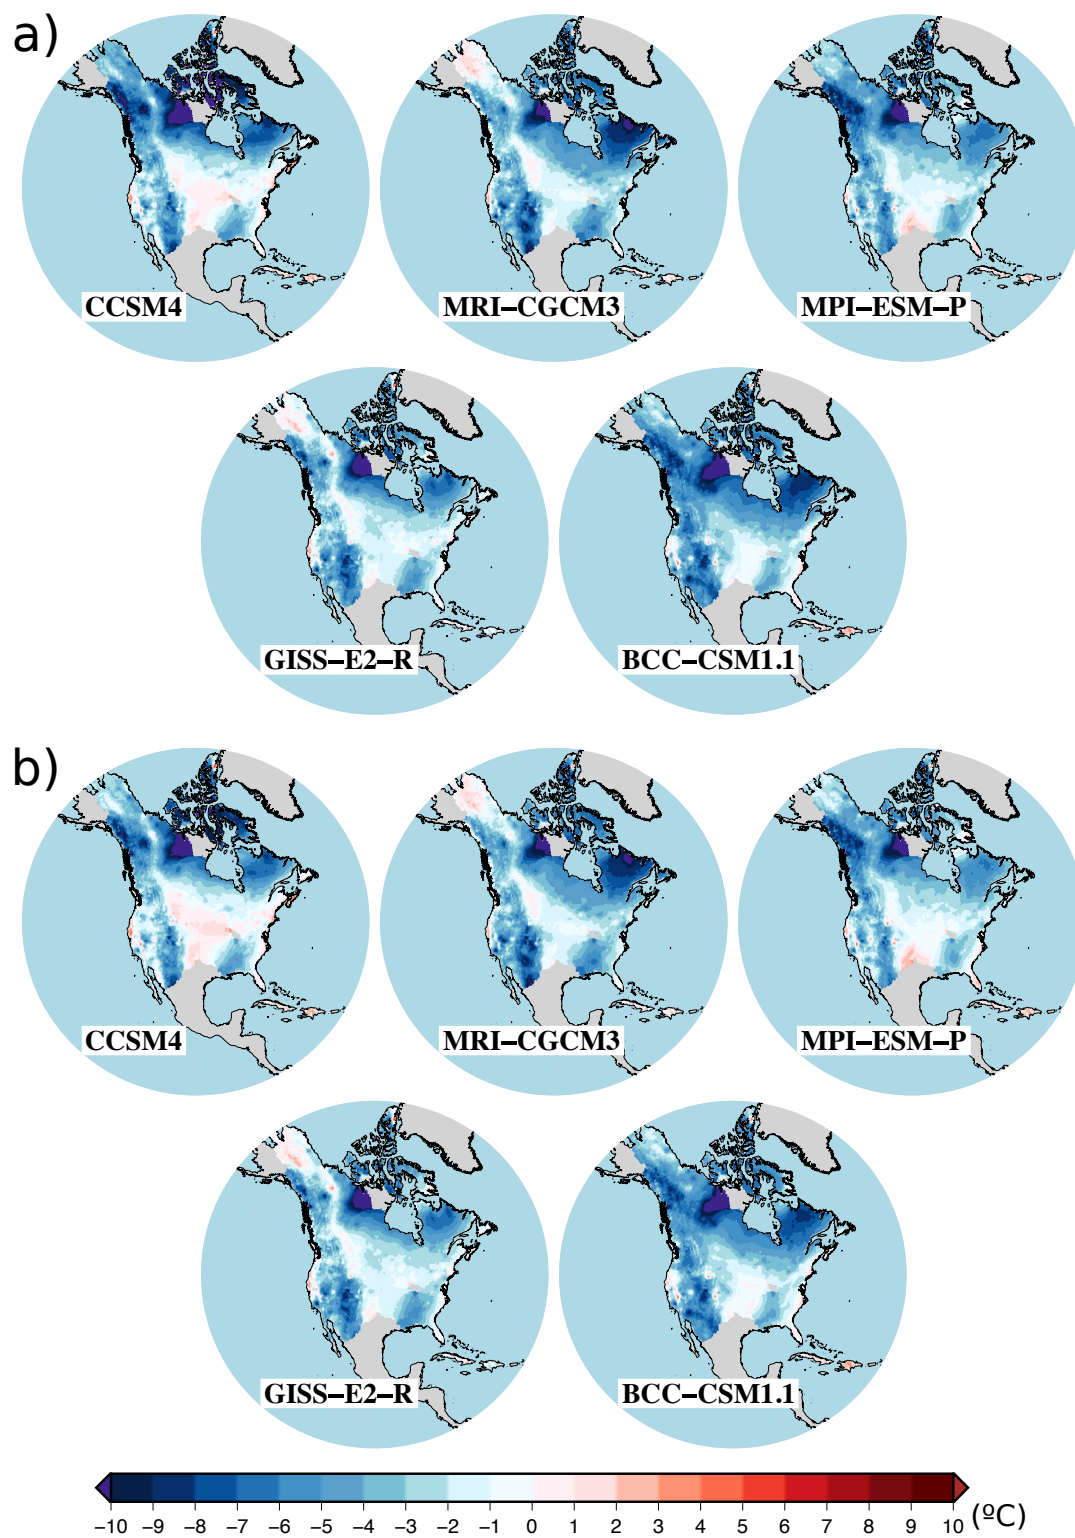 a)
CCSM4
MRI–CGCM3
MPI–ESM–P
GISS–E2–R
BCC–CSM1.1
b)
CCSM4
MRI–CGCM3
MPI–ESM–P
GISS–E2–R
BCC–CSM1.1
−10 −9 −8 −7 −6 −5 −4 −3 −2 −1 0 1 2 3 4 5 6 7 8 9 10 (ºC)